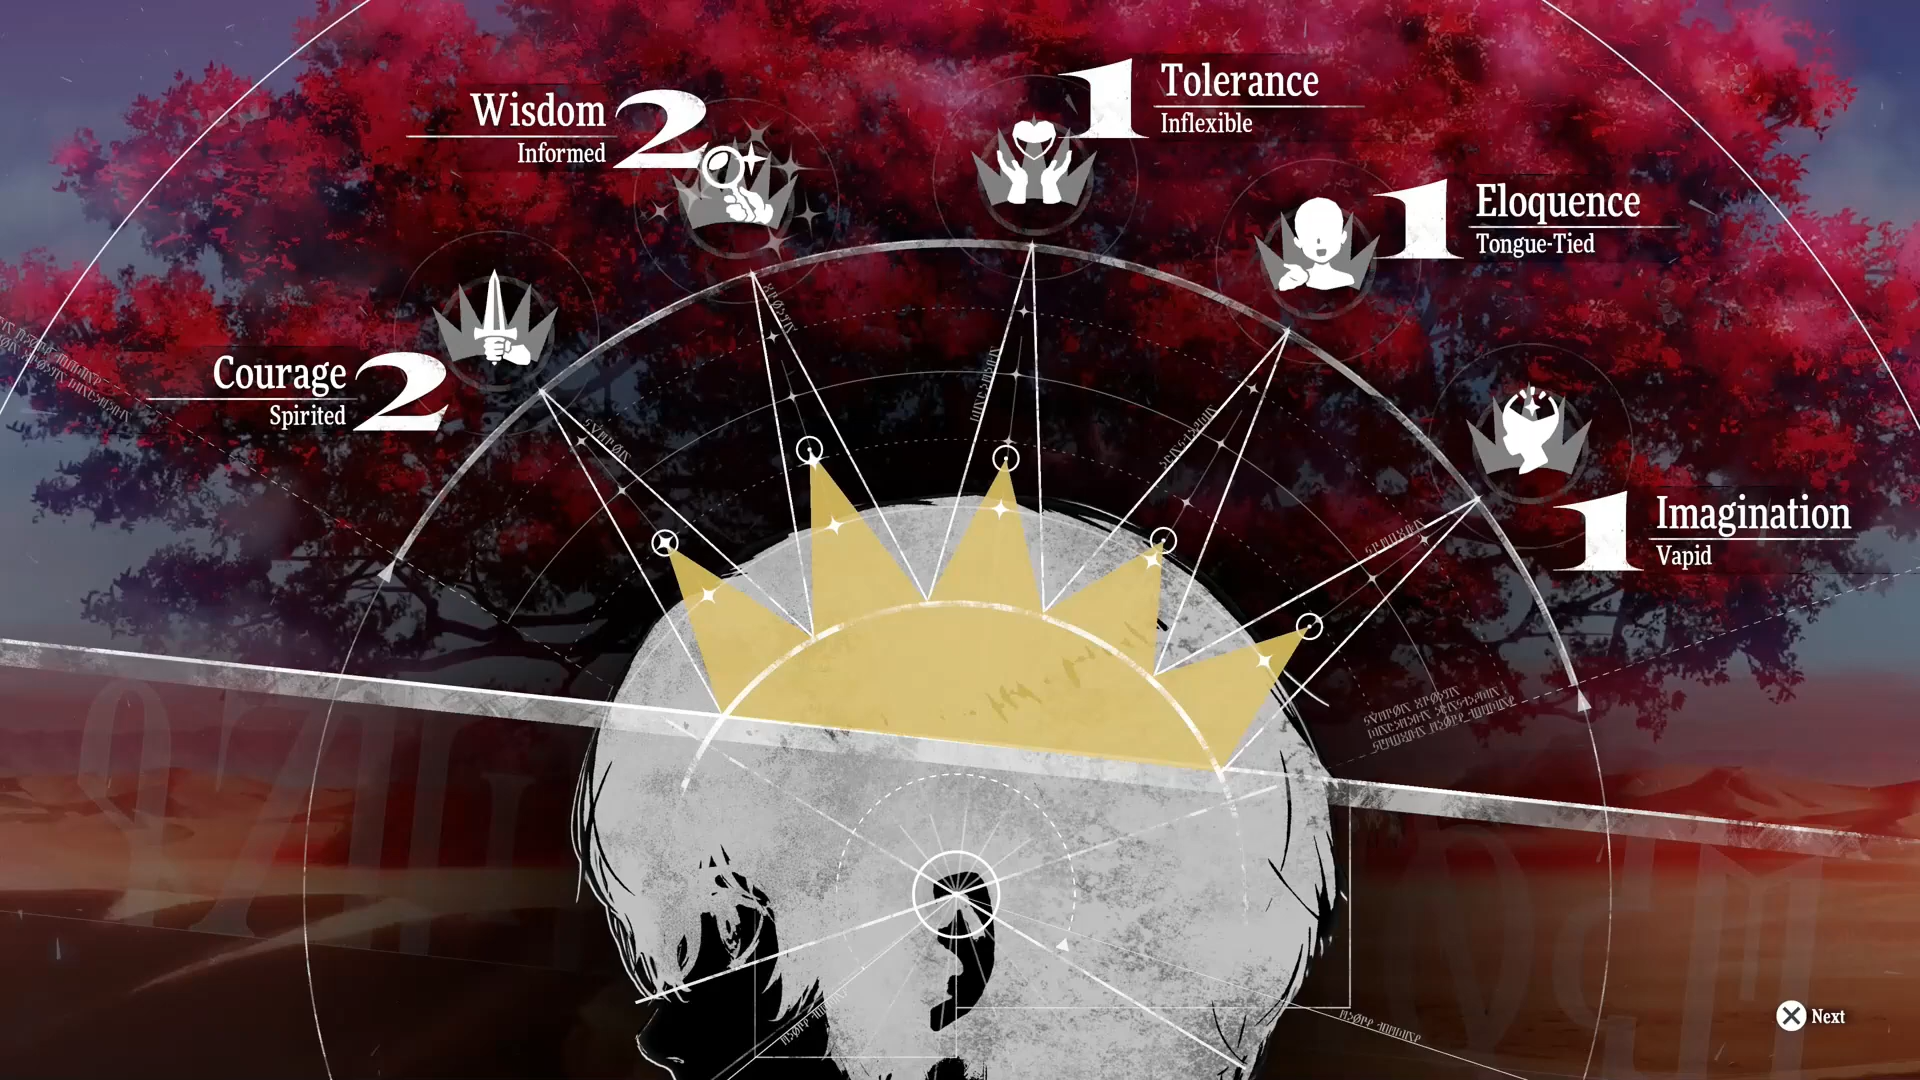 Wisdom 2
Informed
1 Tolerance
Inflexible
1 Eloquence
Tongue-Tied
Courage 2
Spirited
1 Imagination
Vapid
Next